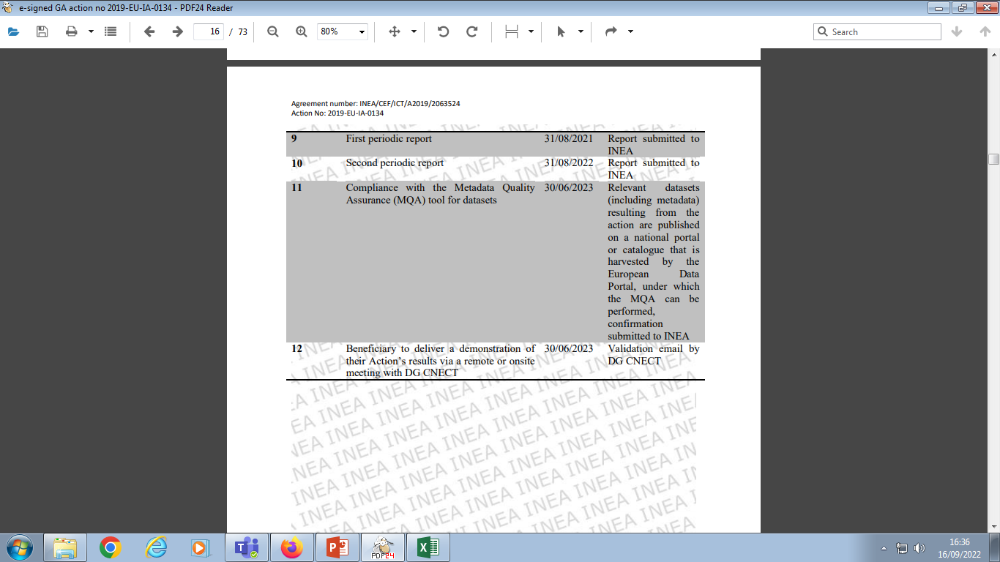 e-signed GA action no 2019-EU-IA-0134 - PDF24 Reader
16 / 73
80%
Search
Agreement number: INEA/CEF/ICT/A2019/2063524
Action No: 2019-EU-IA-0134
9 First periodic report 31/08/2021 Report submitted to
INEA
10 Second periodic report 31/08/2022 Report submitted to
INEA
11 Compliance with the Metadata Quality 30/06/2023 Relevant datasets
Assurance (MQA) tool for datasets (including metadata)
resulting from the
action are published
on a national portal
or catalogue that is
harvested by the
European Data
Portal, under which
the MQA can be
performed,
confirmation
submitted to INEA
12 Beneficiary to deliver a demonstration of 30/06/2023 Validation email by
their Action's results via a remote or onsite DG CNECT
meeting with DG CNECT
INEA INEA INEA INEA INEA INEA
PDF24
16:36
16/09/2022